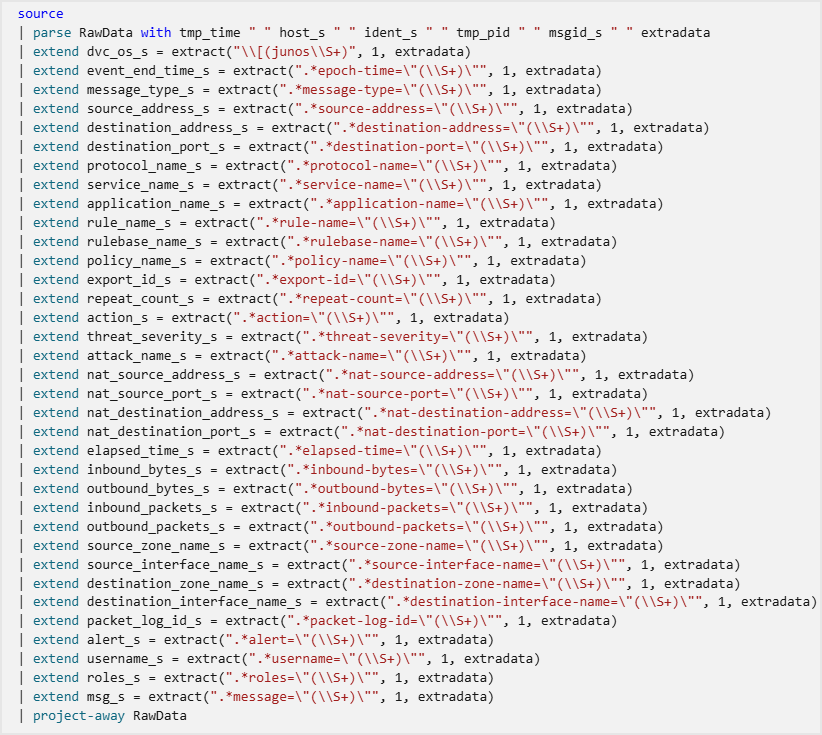 source
| parse RawData with tmp_time " " host_s " " ident_s " " tmp_pid " " msgid_s " " extradata
| extend dvc_os_s = extract("\\[(junos\\S+)", 1, extradata)
| extend event_end_time_s = extract(".*epoch-time=\"(\\S+)\"", 1, extradata)
| extend message_type_s = extract(".*message-type=\"(\\S+)\"", 1, extradata)
| extend source_address_s = extract(".*source-address=\"(\\S+)\"", 1, extradata)
| extend destination_address_s = extract(".*destination-address=\"(\\S+)\"", 1, extradata)
| extend destination_port_s = extract(".*destination-port=\"(\\S+)\"", 1, extradata)
| extend protocol_name_s = extract(".*protocol-name=\"(\\S+)\"", 1, extradata)
| extend service_name_s = extract(".*service-name=\"(\\S+)\"", 1, extradata)
| extend application_name_s = extract(".*application-name=\"(\\S+)\"", 1, extradata)
| extend rule_name_s = extract(".*rule-name=\"(\\S+)\"", 1, extradata)
| extend rulebase_name_s = extract(".*rulebase-name=\"(\\S+)\"", 1, extradata)
| extend policy_name_s = extract(".*policy-name=\"(\\S+)\"", 1, extradata)
| extend export_id_s = extract(".*export-id=\"(\\S+)\"", 1, extradata)
| extend repeat_count_s = extract(".*repeat-count=\"(\\S+)\"", 1, extradata)
| extend action_s = extract(".*action=\"(\\S+)\"", 1, extradata)
| extend threat_severity_s = extract(".*threat-severity=\"(\\S+)\"", 1, extradata)
| extend attack_name_s = extract(".*attack-name=\"(\\S+)\"", 1, extradata)
| extend nat_source_address_s = extract(".*nat-source-address=\"(\\S+)\"", 1, extradata)
| extend nat_source_port_s = extract(".*nat-source-port=\"(\\S+)\"", 1, extradata)
| extend nat_destination_address_s = extract(".*nat-destination-address=\"(\\S+)\"", 1, extradata)
| extend nat_destination_port_s = extract(".*nat-destination-port=\"(\\S+)\"", 1, extradata)
| extend elapsed_time_s = extract(".*elapsed-time=\"(\\S+)\"", 1, extradata)
| extend inbound_bytes_s = extract(".*inbound-bytes=\"(\\S+)\"", 1, extradata)
| extend outbound_bytes_s = extract(".*outbound-bytes=\"(\\S+)\"", 1, extradata)
| extend inbound_packets_s = extract(".*inbound-packets=\"(\\S+)\"", 1, extradata)
| extend outbound_packets_s = extract(".*outbound-packets=\"(\\S+)\"", 1, extradata)
| extend source_zone_name_s = extract(".*source-zone-name=\"(\\S+)\"", 1, extradata)
| extend source_interface_name_s = extract(".*source-interface-name=\"(\\S+)\"", 1, extradata)
| extend destination_zone_name_s = extract(".*destination-zone-name=\"(\\S+)\"", 1, extradata)
| extend destination_interface_name_s = extract(".*destination-interface-name=\"(\\S+)\"", 1, extradata)
| extend packet_log_id_s = extract(".*packet-log-id=\"(\\S+)\"", 1, extradata)
| extend alert_s = extract(".*alert=\"(\\S+)\"", 1, extradata)
| extend username_s = extract(".*username=\"(\\S+)\"", 1, extradata)
| extend roles_s = extract(".*roles=\"(\\S+)\"", 1, extradata)
| extend msg_s = extract(".*message=\"(\\S+)\"", 1, extradata)
| project-away RawData